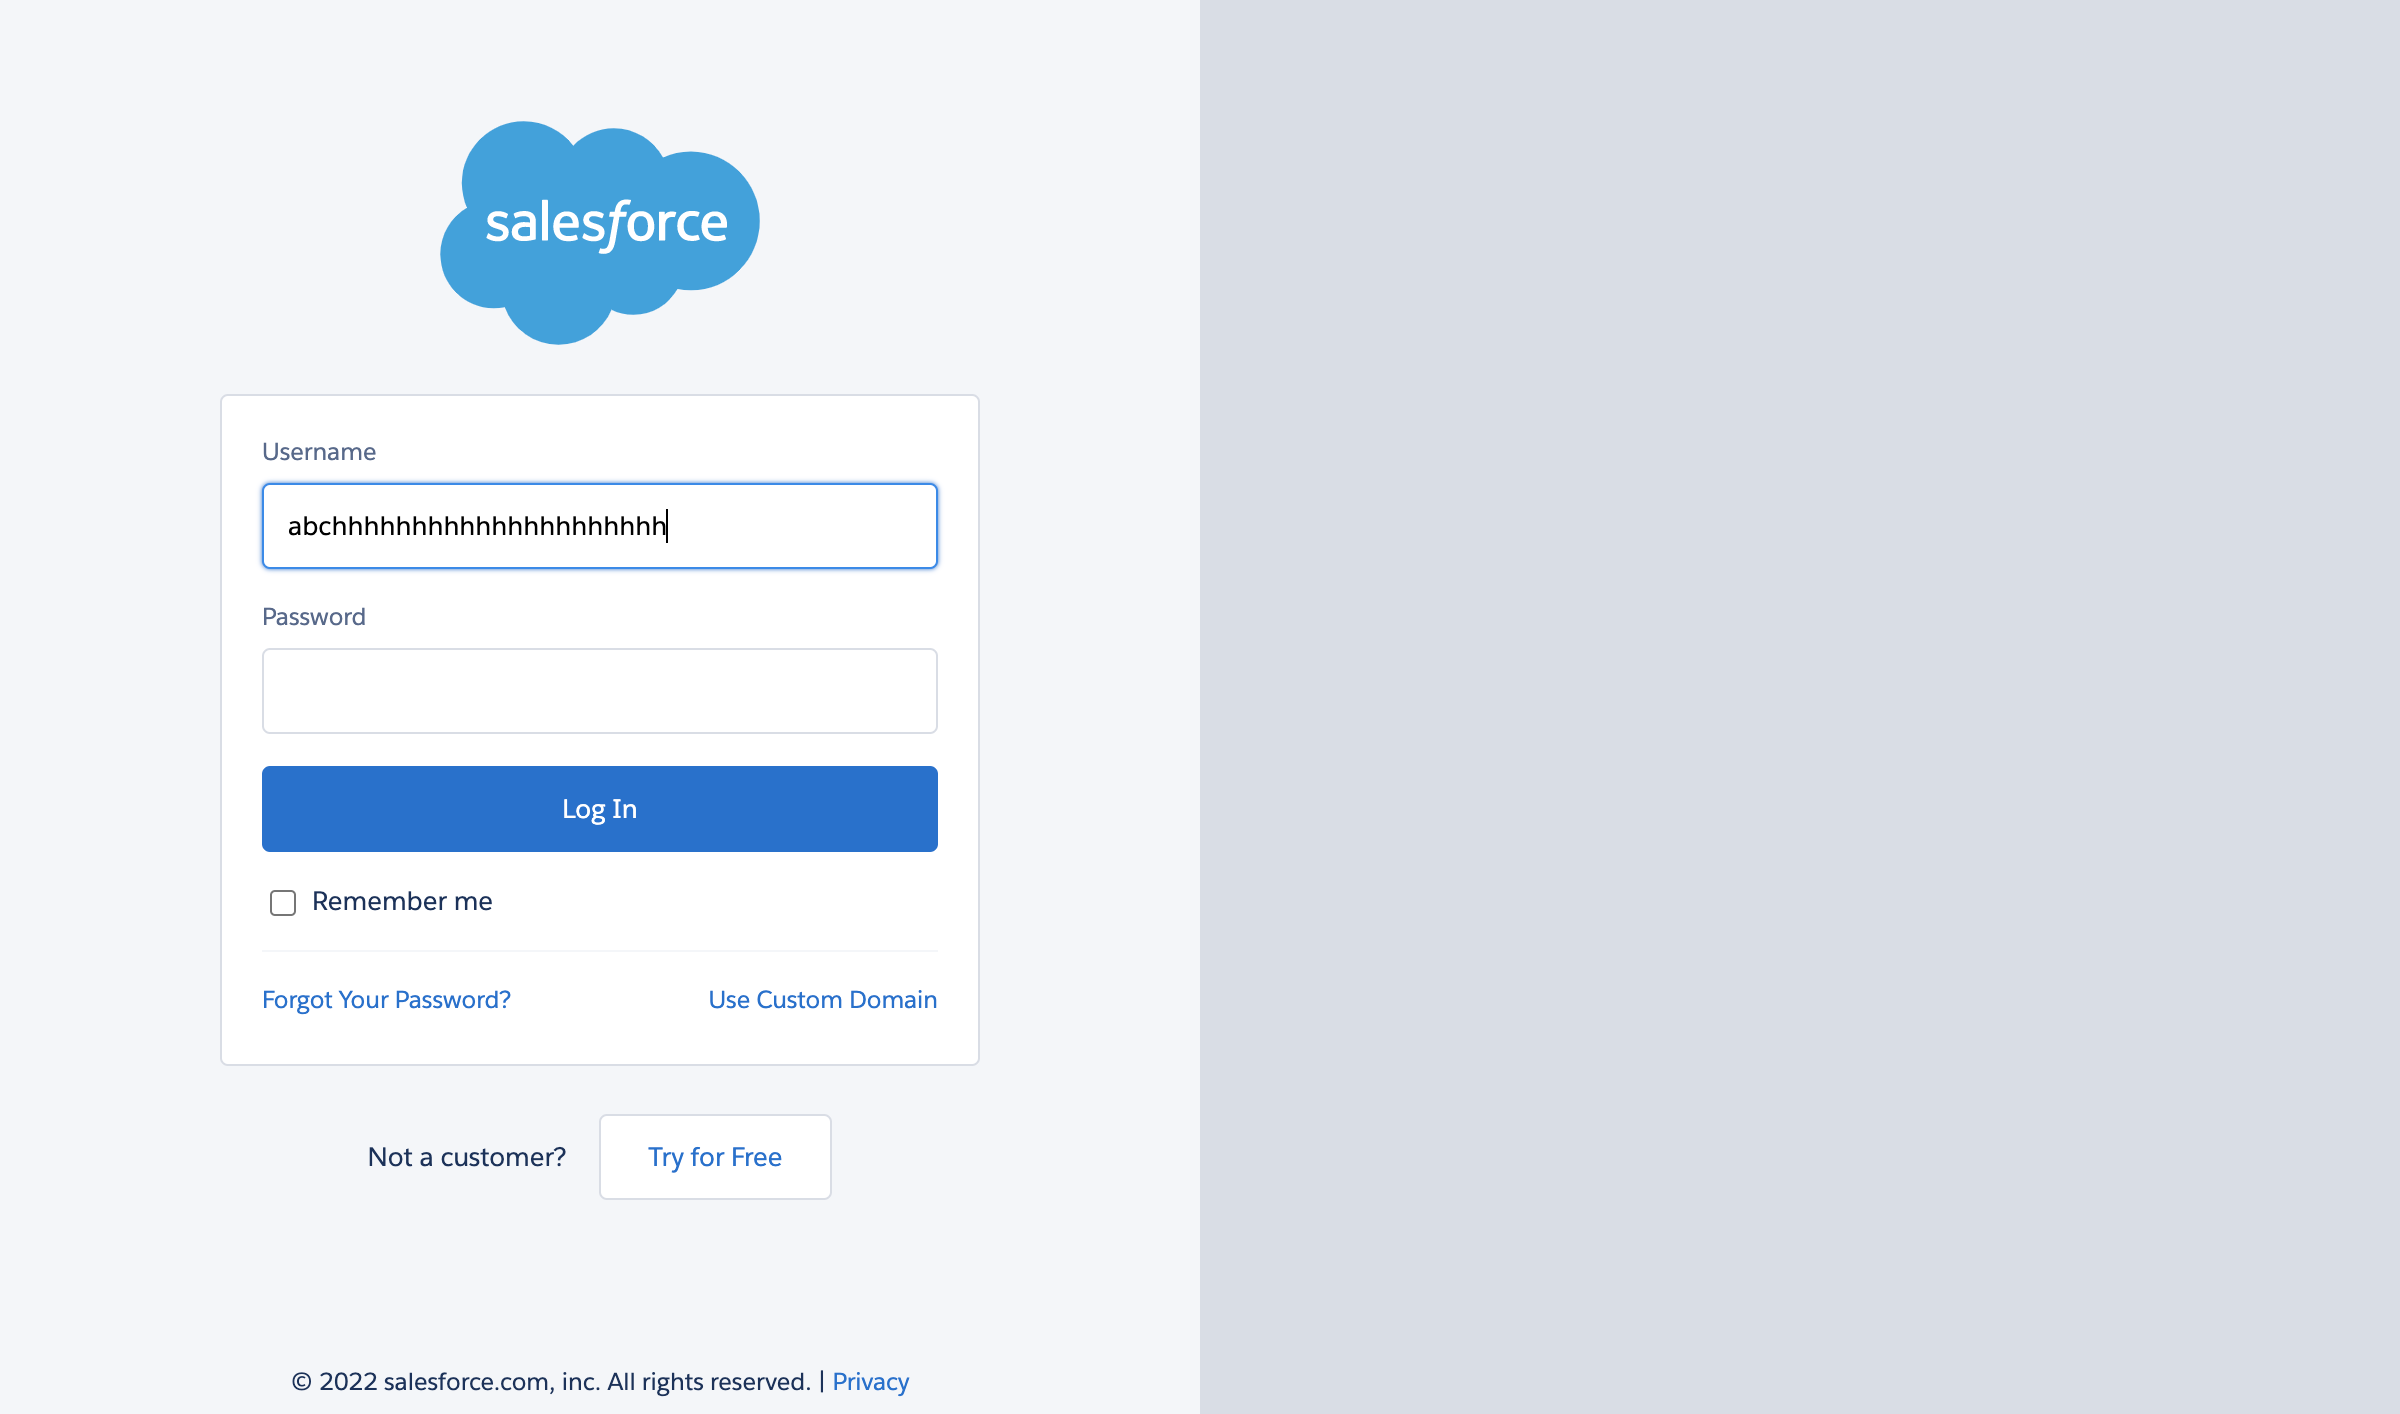 salesforce
Username
abchhhhhhhhhhhhhhhhhhhhh
Password
Log In
Remember me
Forgot Your Password? Use Custom Domain
Not a customer? Try for Free
© 2022 salesforce.com, inc. All rights reserved. | Privacy